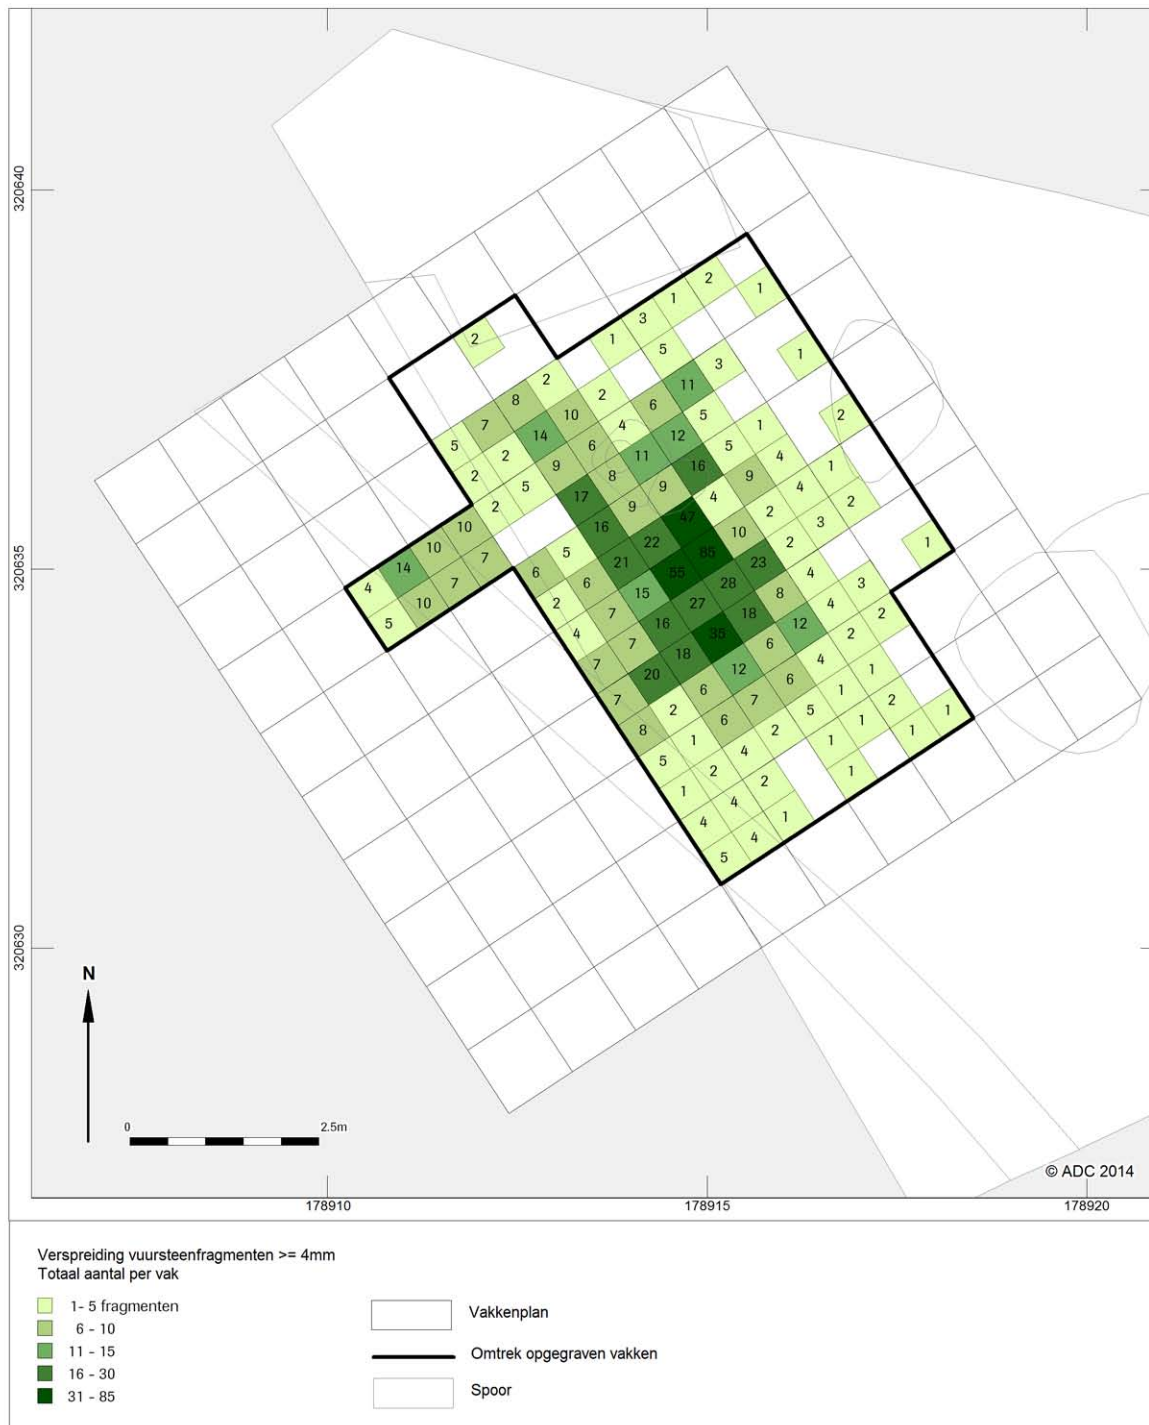 320640
2
1
1
3
2 1
5
1
3
2
11
2
8
6
10 5 2
7 4 1
14 12
5 6 5
2 11 4
9 16 1
2 8 9
5 9 4
17 4 2
2 9 2
47 3
10 16 10
22 2 1
10 5 85
7 21 23
320635
14 6 55 4
7 6 28 3
4 15 8
10 2 27 4
7 18 2
5 16 12
4 35 2
7 6
18 4
7 12 1
20 6
6 1
7 7 2
2 5 1
6 1
8 2 1
1 1
4
5
2 1
2
1
4
1
4
4
5
320630
N
0 2.5m
© ADC 2014
178910 178915 178920
Verspreiding vuursteenfragmenten >= 4mm
Totaal aantal per vak
1- 5 fragmenten
6 - 10
11 - 15
16 - 30
31 - 85
Vakkenplan
Omtrek opgegraven vakken
Spoor